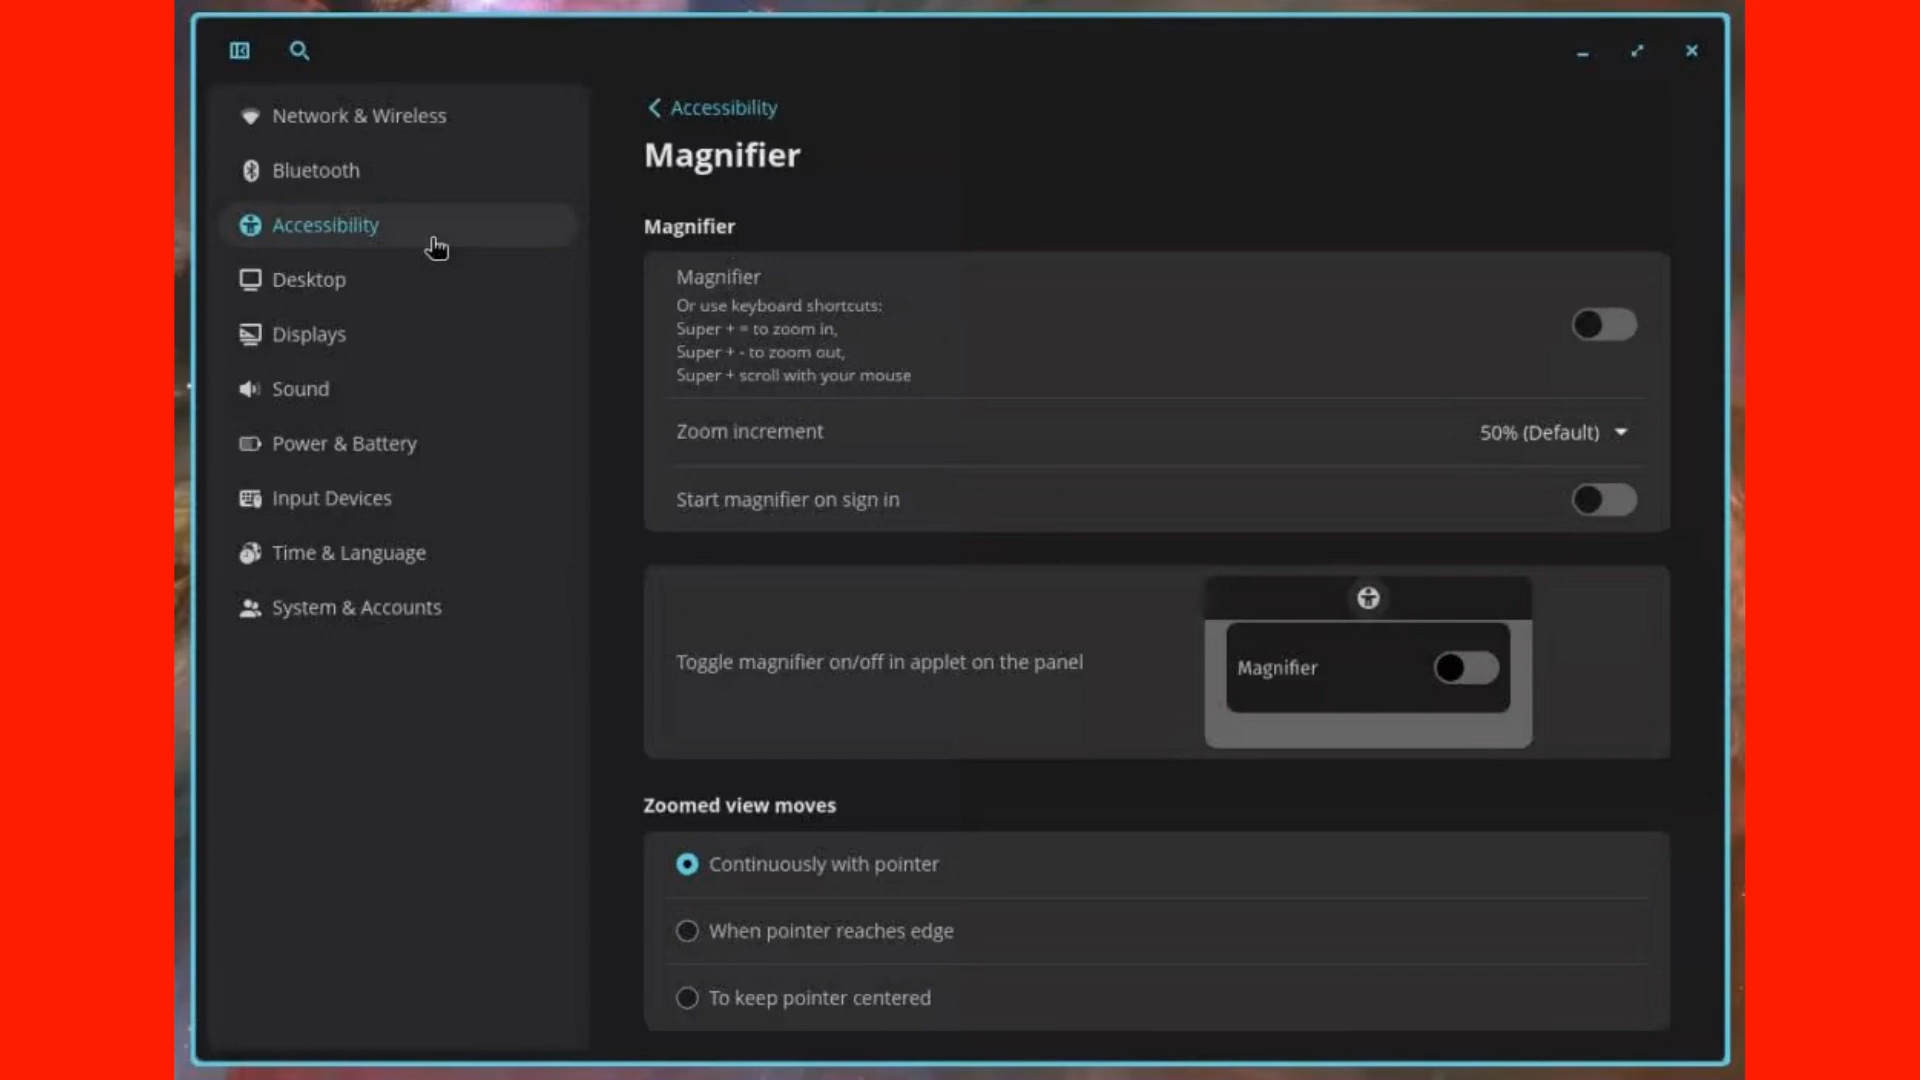 Network & Wireless
Bluetooth
Accessibility
Desktop
Displays
Sound
Power & Battery
Input Devices
Time & Language
System & Accounts
Accessibility
Magnifier
Magnifier
Magnifier
Or use keyboard shortcuts:
Super + = to zoom in,
Super + - to zoom out,
Super + scroll with your mouse
Zoom increment
50% (Default)
Start magnifier on sign in
Toggle magnifier on/off in applet on the panel
Magnifier
Zoomed view moves
Continuously with pointer
When pointer reaches edge
To keep pointer centered